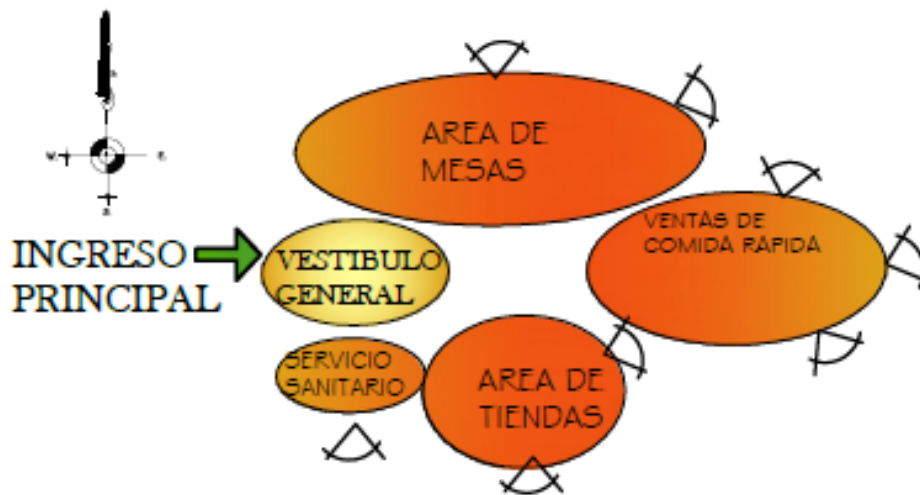 AREA DE
MESAS
VENTAS DE
COMIDA RAPIDA
INGRESO
PRINCIPAL
VESTIBULO
GENERAL
SERVICIO
SANITARIO
AREA DE
TIENDAS